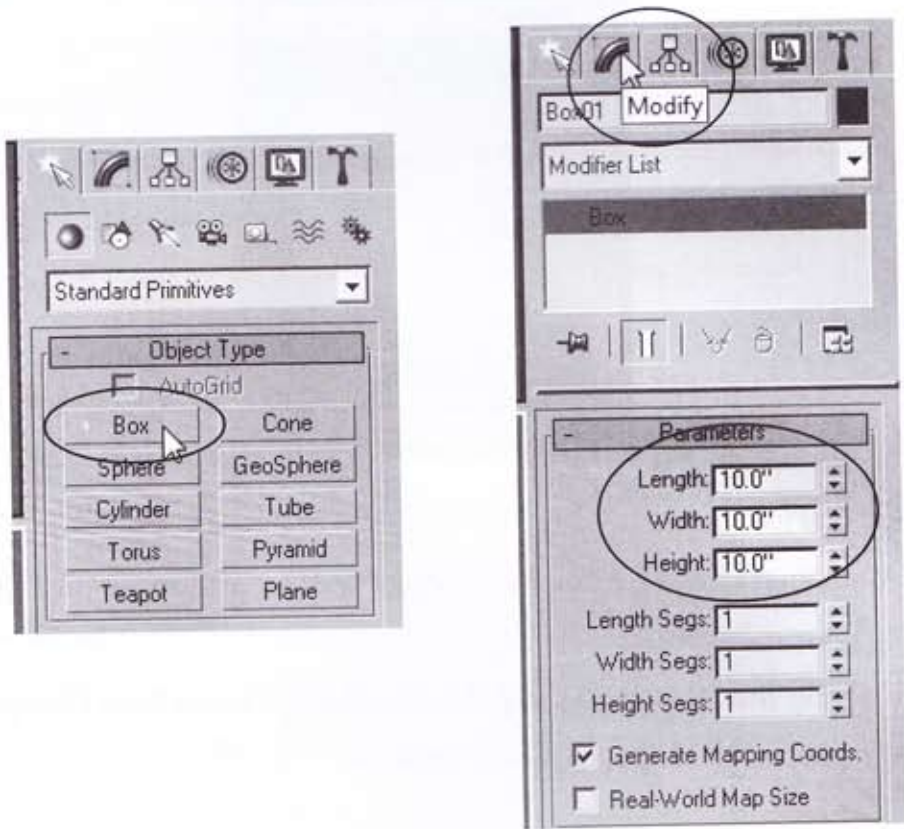 Standard Primitives
- Object Type
AutoGrid
Box Cone
Sphere GeoSphere
Cylinder Tube
Torus Pyramid
Teapot Plane
Box01 Modify
Modifier List
Box
- Parameters
Length: 10.0"
Width: 10.0"
Height: 10.0"
Length Segs: 1
Width Segs: 1
Height Segs: 1
Generate Mapping Coords.
Real-World Map Size